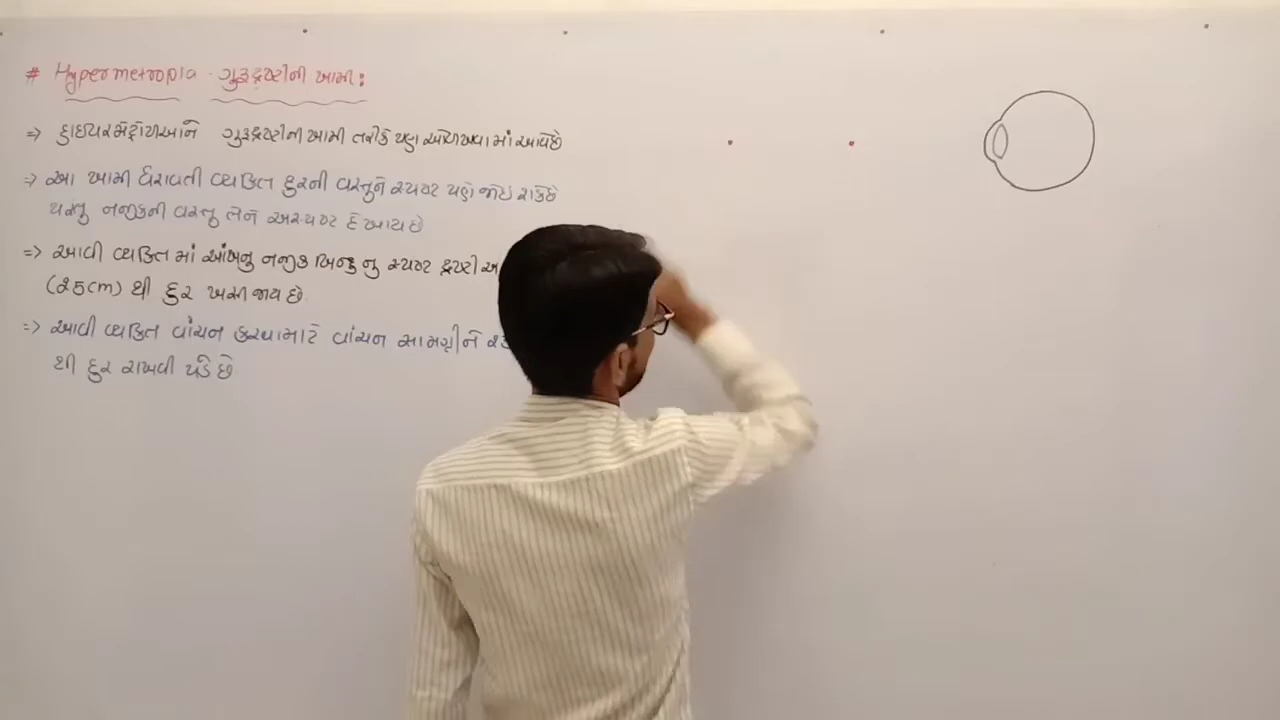 # Hypermetropia - ગુરુદ્રષ્ટીની ખામી :
=> હાઇપરમેટ્રોપીઆને ગુરુદ્રષ્ટીની ખામી તરીકે પણ ઓળખવામાં આવેછે
=> આ ખામી ધરાવતી વ્યકિત દુરની વસ્તુને સ્પષ્ટ પણે જોઇ શકેછે
પરંતુ નજીકની વસ્તુ તેને અસ્પષ્ટ દેખાય છે
=> આવી વ્યકિતમાં આંખનુ નજીક બિન્દુનુ સ્પષ્ટ દ્રષ્ટી અ
(25cm) થી દુર ખસી જાય છે.
=> આવી વ્યકિત વાંચન કરવામાટે વાંચન સામગ્રીને
થી દુર રાખવી પડે છે